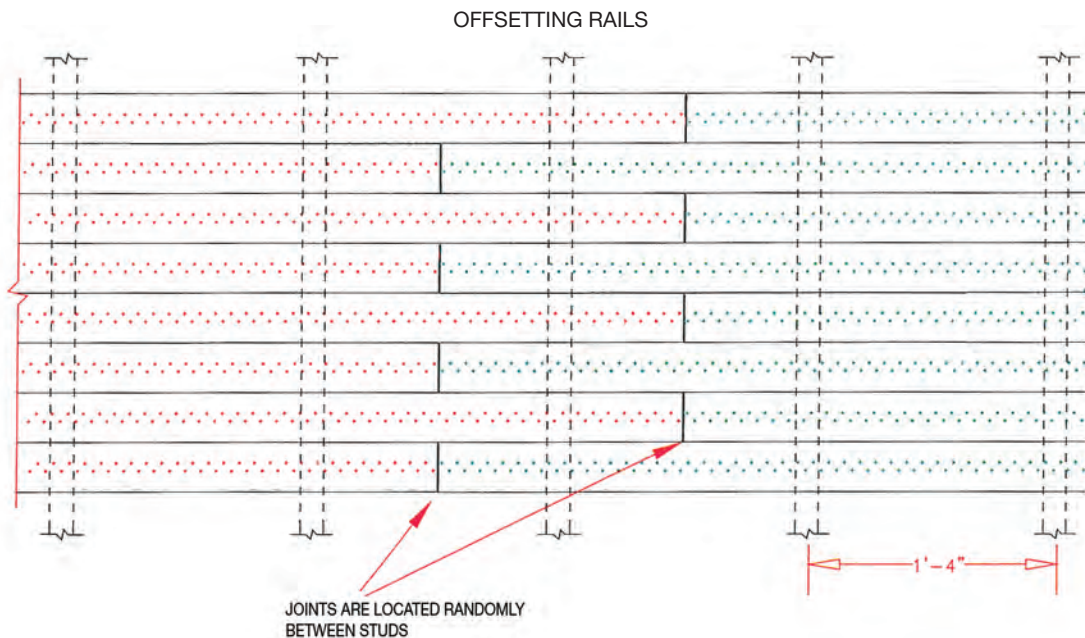 OFFSETTING RAILS
1'-4"
JOINTS ARE LOCATED RANDOMLY
BETWEEN STUDS